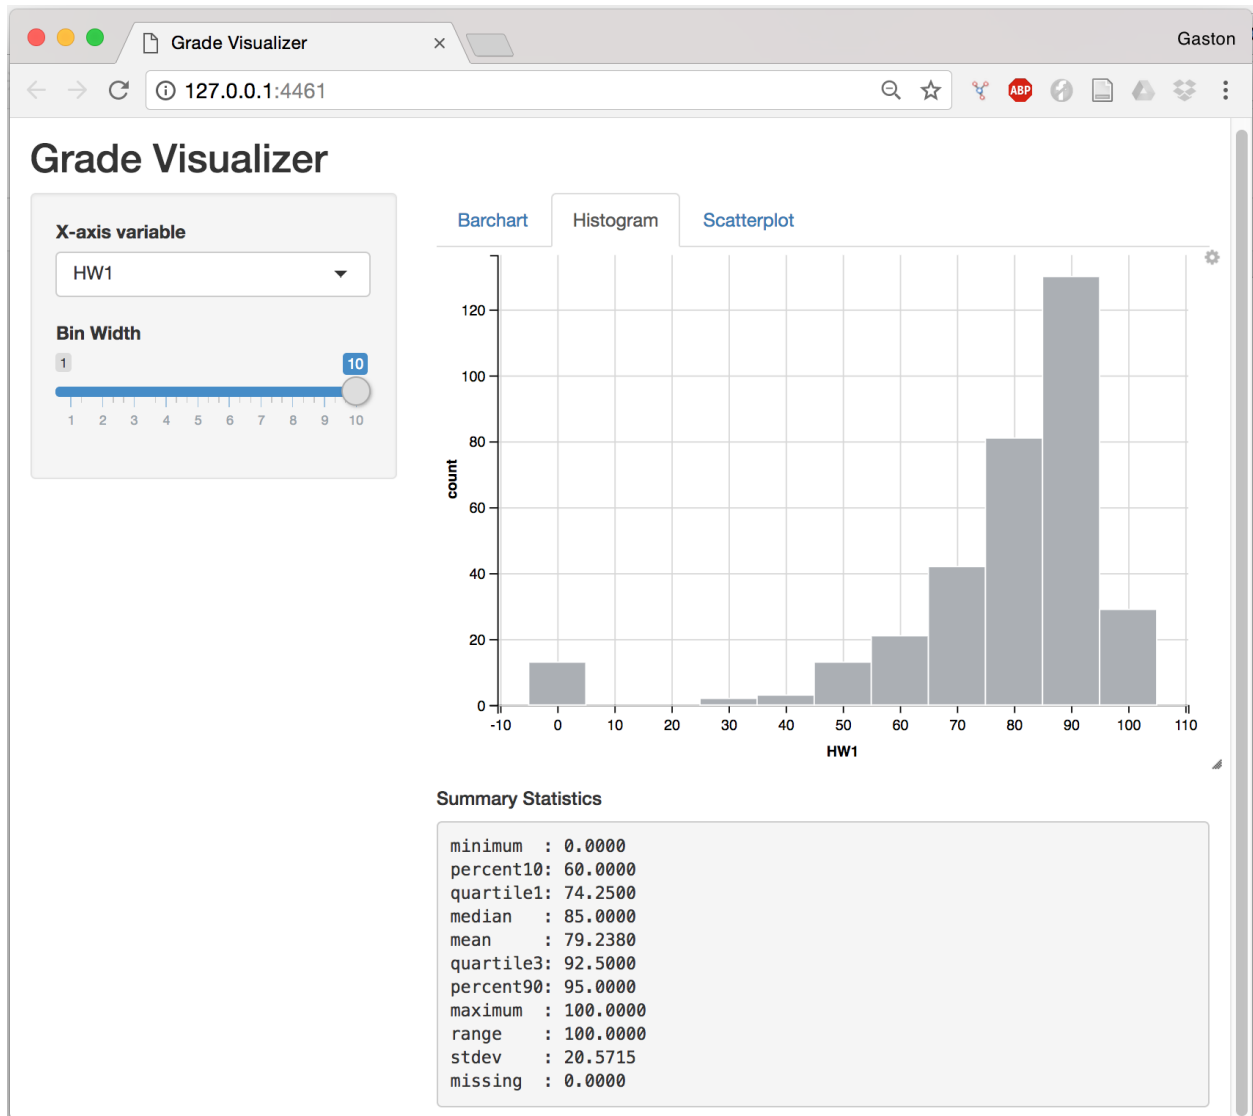 Grade Visualizer
Gaston
127.0.0.1:4461
ABP
Grade Visualizer
X-axis variable
HW1
Bin Width
1 10
1 2 3 4 5 6 7 8 9 10
Barchart Histogram Scatterplot
120
100
80
60
40
20
0
count
-10 0 10 20 30 40 50 60 70 80 90 100 110
HW1
Summary Statistics
minimum  : 0.0000
percent10: 60.0000
quartile1: 74.2500
median   : 85.0000
mean     : 79.2380
quartile3: 92.5000
percent90: 95.0000
maximum  : 100.0000
range    : 100.0000
stdev    : 20.5715
missing  : 0.0000